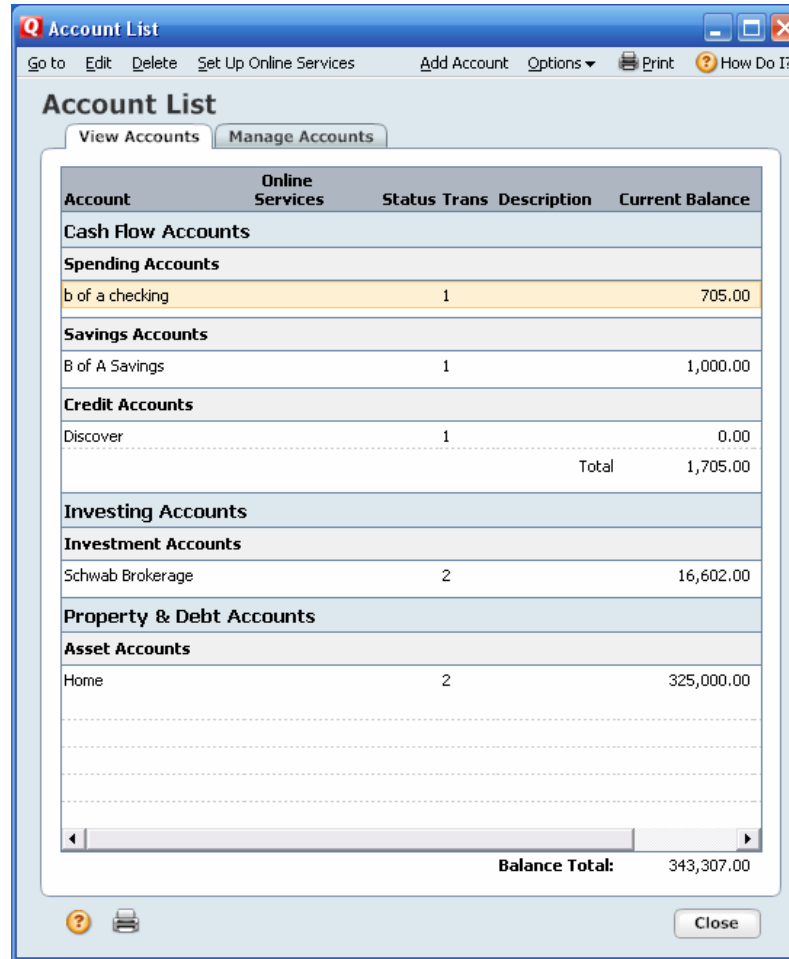 Q Account List
Go to Edit Delete Set Up Online Services Add Account Options Print ? How Do I?
Account List
View Accounts Manage Accounts
Account Online Services Status Trans Description Current Balance
Cash Flow Accounts
Spending Accounts
b of a checking 1 705.00
Savings Accounts
B of A Savings 1 1,000.00
Credit Accounts
Discover 1 0.00
Total 1,705.00
Investing Accounts
Investment Accounts
Schwab Brokerage 2 16,602.00
Property & Debt Accounts
Asset Accounts
Home 2 325,000.00
Balance Total: 343,307.00
? Close